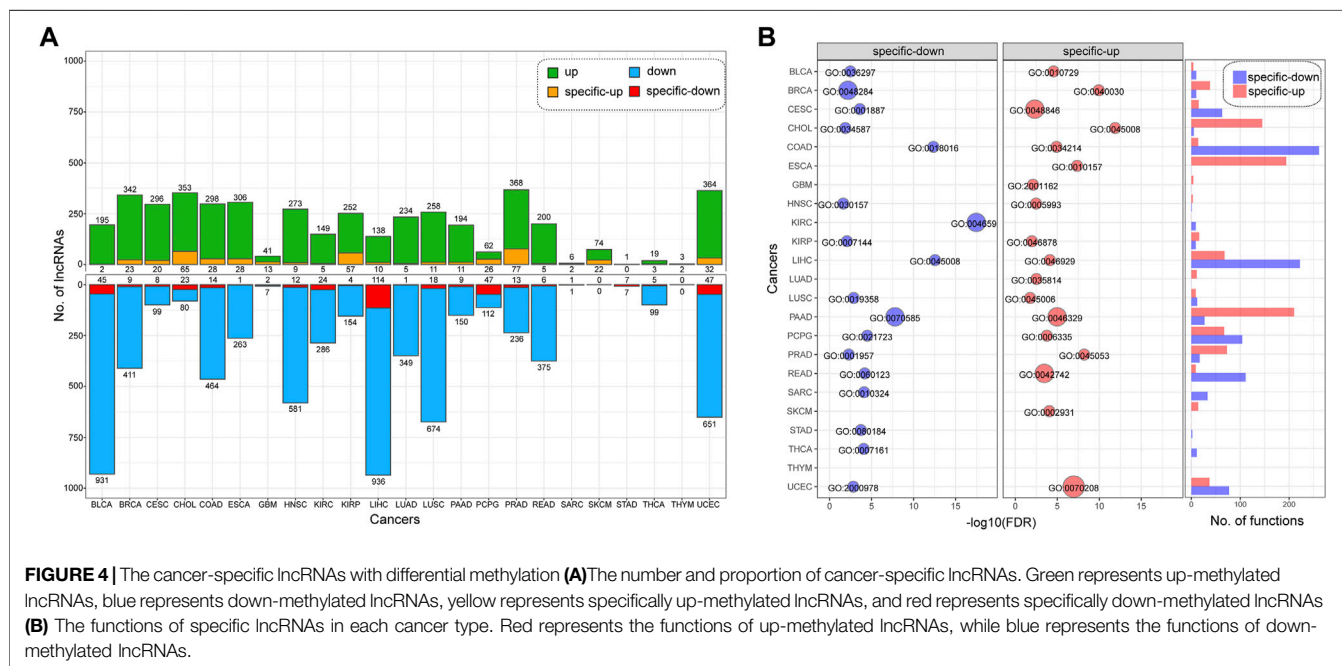 A
No. of lncRNAs
1000
750
500
250
0
0
250
500
750
1000
up
down
specific-up
specific-down
195 342 296 353 298 306 41 273 149 252 138 234 258 194 62 368 200 6 74 1 19 3 364
2 23 20 65 28 28 13 9 5 57 10 5 11 11 26 77 5 2 22 0 3 2 32
45 9 8 23 14 1 2 12 24 4 114 1 18 9 47 13 6 1 0 7 5 0 47
931 411 99 80 464 263 7 581 286 154 936 349 674 150 112 236 375 1 0 7 99 0 651
BLCA BRCA CESC CHOL COAD ESCA GBM HNSC KIRC KIRP LIHC LUAD LUSC PAAD PCPG PRAD READ SARC SKCM STAD THCA THYM UCEC
Cancers
B
specific-down specific-up
specific-down
specific-up
Cancers
BLCA GO:0036297 GO:0010729
BRCA GO:0048284 GO:0040030
CESC GO:0001887 GO:0048846
CHOL GO:0034587 GO:0045008
COAD GO:0018016 GO:0034214
ESCA GO:0010157
GBM GO:2001162
HNSC GO:0030157 GO:0005993
KIRC GO:004659
KIRP GO:0007144 GO:0046878
LIHC GO:0045008 GO:0046929
LUAD GO:0035814
LUSC GO:0019358 GO:0045006
PAAD GO:0070585 GO:0046329
PCPG GO:0021723 GO:0006335
PRAD GO:0001957 GO:0045053
READ GO:0060123 GO:0042742
SARC GO:0010324
SKCM GO:0002931
STAD GO:0080184
THCA GO:0007161
THYM
UCEC GO:2000978 GO:0070208
0 5 10 15 0 5 10 15 0 100 200
-log10(FDR)
No. of functions
FIGURE 4 | The cancer-specific lncRNAs with differential methylation (A)The number and proportion of cancer-specific lncRNAs. Green represents up-methylated
lncRNAs, blue represents down-methylated lncRNAs, yellow represents specifically up-methylated lncRNAs, and red represents specifically down-methylated lncRNAs
(B) The functions of specific lncRNAs in each cancer type. Red represents the functions of up-methylated lncRNAs, while blue represents the functions of down-
methylated lncRNAs.